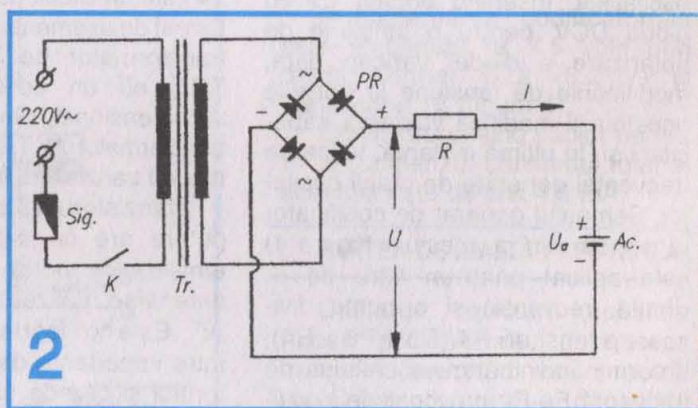 2
220V~
Sig.
K
Tr.
~
PR
−
+
~
R
I
U
Uₐ
+
−
Ac.